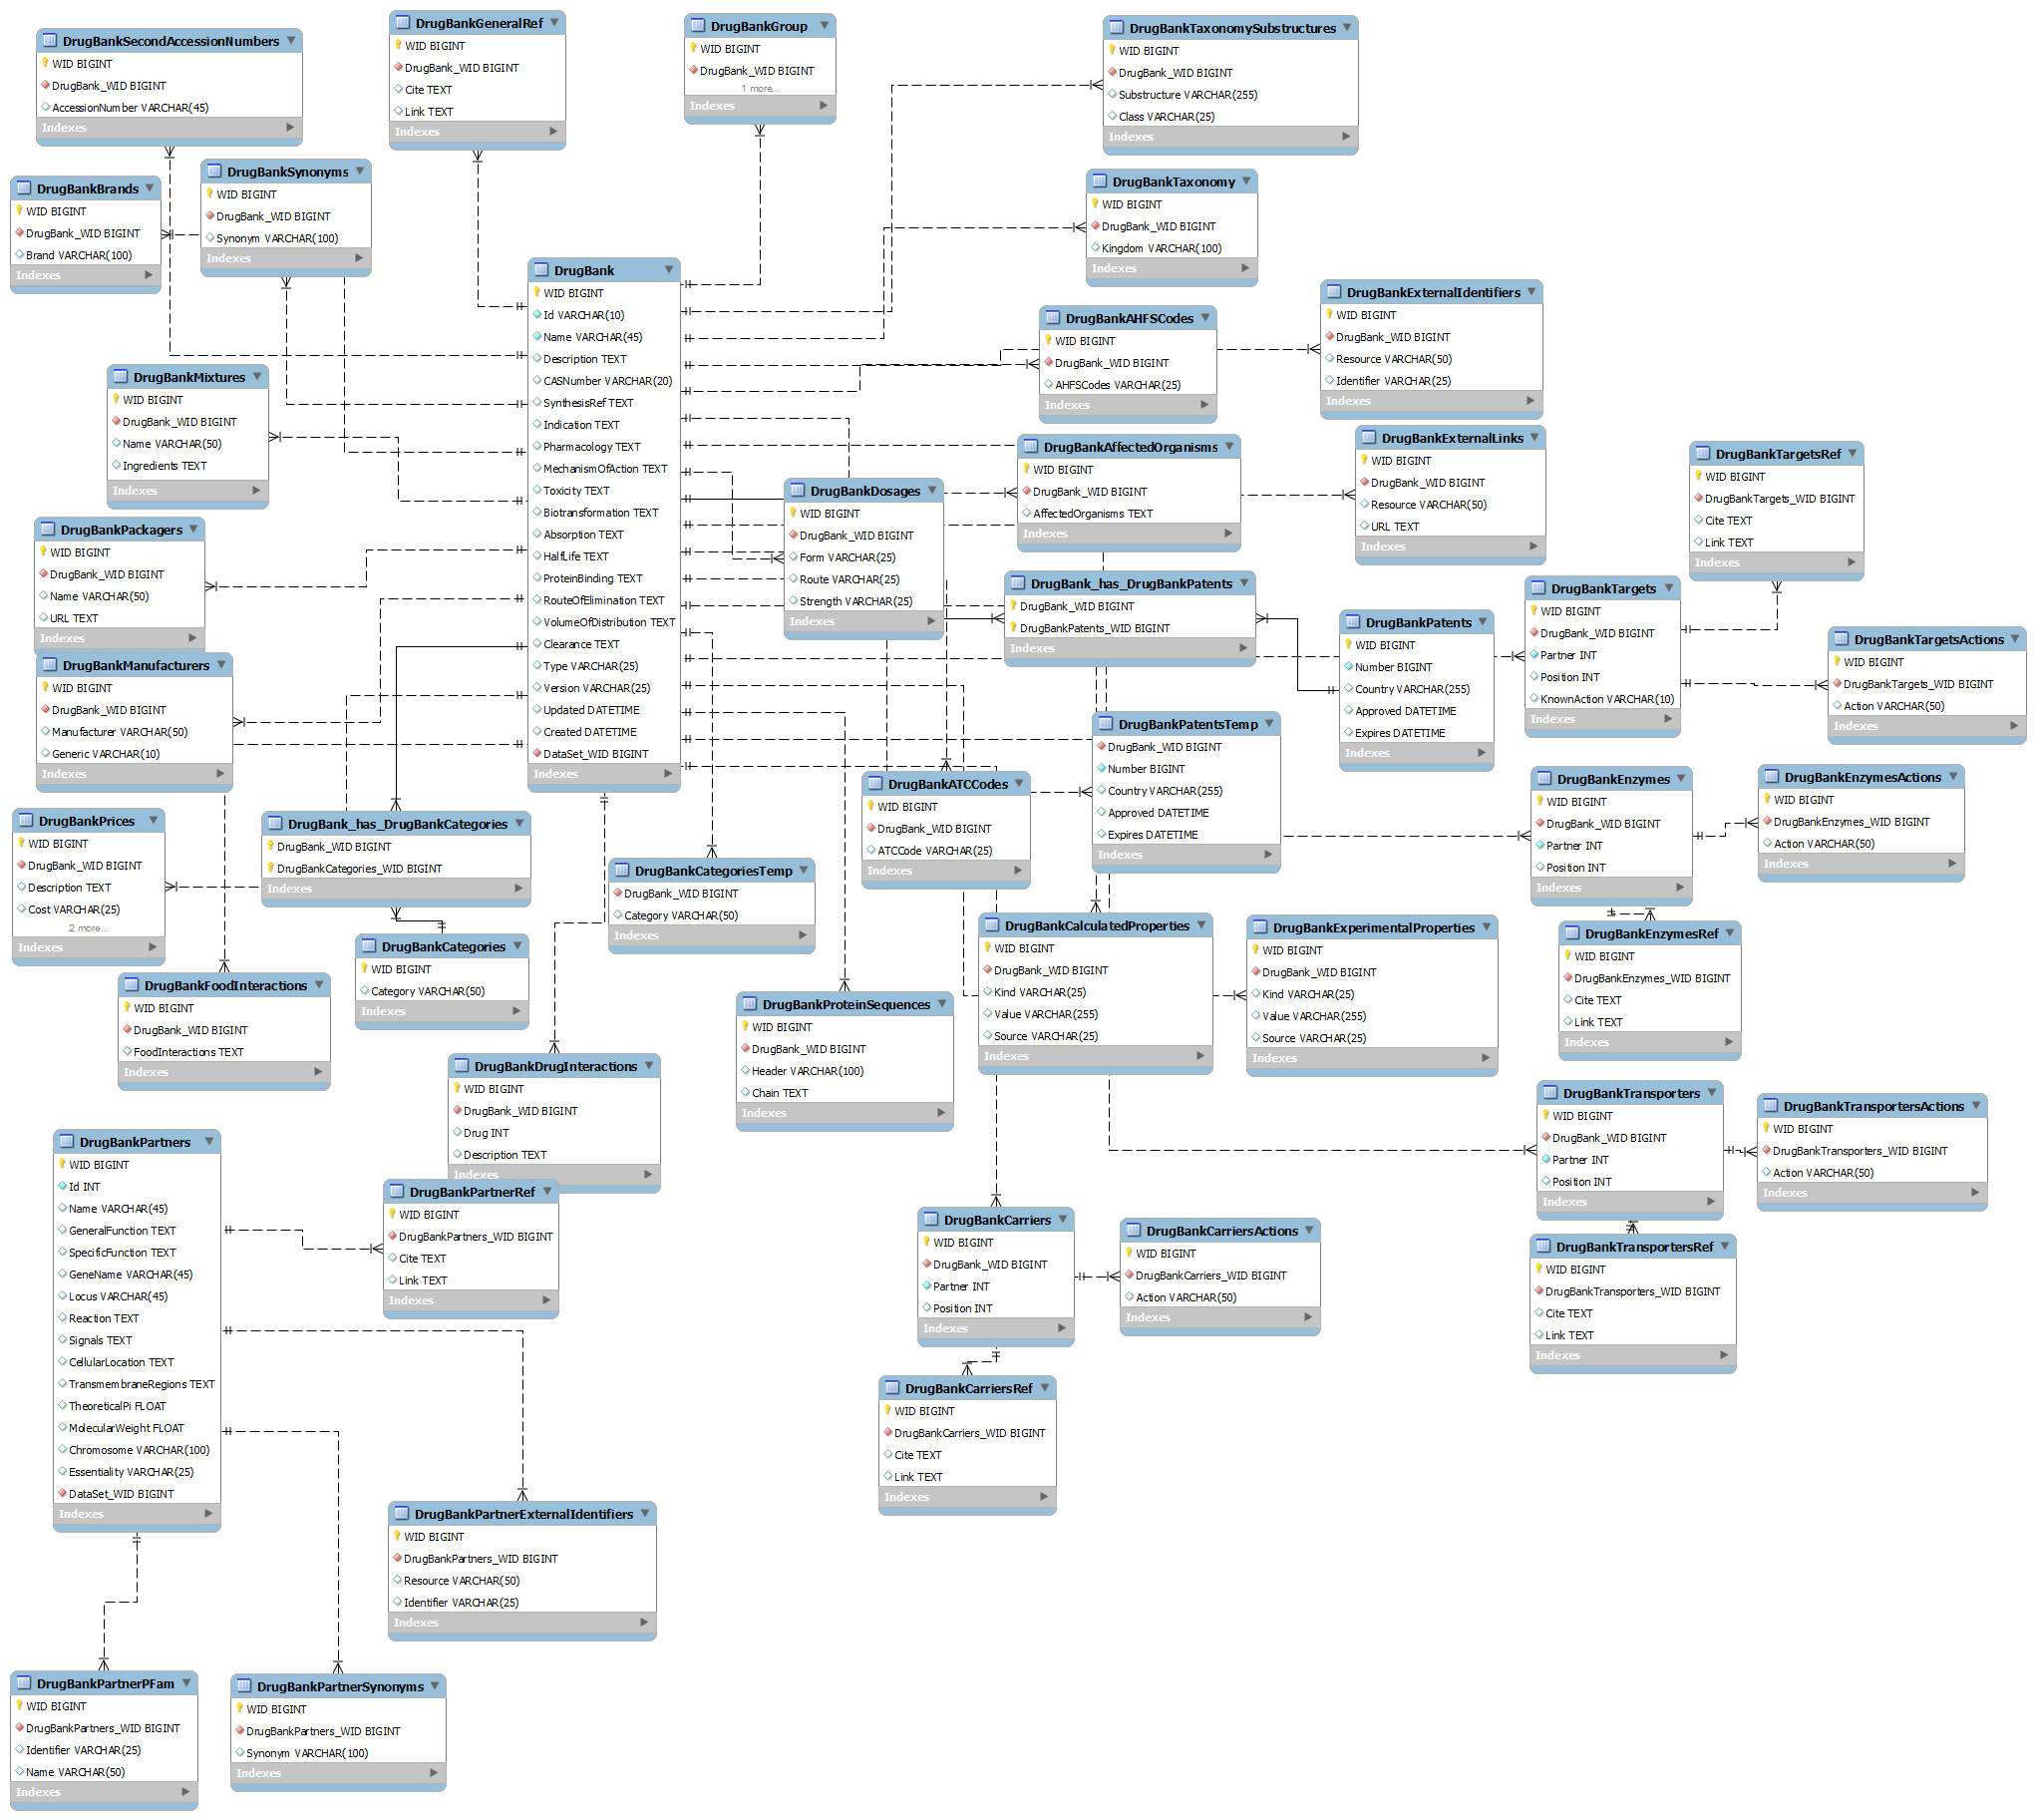 DrugBankSecondAccessionNumbers
WID BIGINT
DrugBank_WID BIGINT
AccessionNumber VARCHAR(45)
Indexes
DrugBankGeneralRef
WID BIGINT
DrugBank_WID BIGINT
Cite TEXT
Link TEXT
Indexes
DrugBankGroup
WID BIGINT
DrugBank_WID BIGINT
1 more...
Indexes
DrugBankTaxonomySubstructures
WID BIGINT
DrugBank_WID BIGINT
Substructure VARCHAR(255)
Class VARCHAR(25)
Indexes
DrugBankBrands
WID BIGINT
DrugBank_WID BIGINT
Brand VARCHAR(100)
Indexes
DrugBankSynonyms
WID BIGINT
DrugBank_WID BIGINT
Synonym VARCHAR(100)
Indexes
DrugBankTaxonomy
WID BIGINT
DrugBank_WID BIGINT
Kingdom VARCHAR(100)
Indexes
DrugBank
WID BIGINT
Id VARCHAR(10)
Name VARCHAR(45)
Description TEXT
CASNumber VARCHAR(20)
SynthesisRef TEXT
Indication TEXT
Pharmacology TEXT
MechanismOfAction TEXT
Toxicity TEXT
Biotransformation TEXT
Absorption TEXT
HalfLife TEXT
ProteinBinding TEXT
RouteOfElimination TEXT
VolumeOfDistribution TEXT
Clearance TEXT
Type VARCHAR(25)
Version VARCHAR(25)
Updated DATETIME
Created DATETIME
DataSet_WID BIGINT
Indexes
DrugBankAHFSCodes
WID BIGINT
DrugBank_WID BIGINT
AHFSCodes VARCHAR(25)
Indexes
DrugBankExternalIdentifiers
WID BIGINT
DrugBank_WID BIGINT
Resource VARCHAR(50)
Identifier VARCHAR(25)
Indexes
DrugBankMixtures
WID BIGINT
DrugBank_WID BIGINT
Name VARCHAR(50)
Ingredients TEXT
Indexes
DrugBankAffectedOrganisms
WID BIGINT
DrugBank_WID BIGINT
AffectedOrganisms TEXT
Indexes
DrugBankExternalLinks
WID BIGINT
DrugBank_WID BIGINT
Resource VARCHAR(50)
URL TEXT
Indexes
DrugBankTargetsRef
WID BIGINT
DrugBankTargets_WID BIGINT
Cite TEXT
Link TEXT
Indexes
DrugBankDosages
WID BIGINT
DrugBank_WID BIGINT
Form VARCHAR(25)
Route VARCHAR(25)
Strength VARCHAR(25)
Indexes
DrugBankPackagers
WID BIGINT
DrugBank_WID BIGINT
Name VARCHAR(50)
URL TEXT
Indexes
DrugBank_has_DrugBankPatents
DrugBank_WID BIGINT
DrugBankPatents_WID BIGINT
Indexes
DrugBankPatents
WID BIGINT
Number BIGINT
Country VARCHAR(255)
Approved DATETIME
Expires DATETIME
Indexes
DrugBankTargets
WID BIGINT
DrugBank_WID BIGINT
Partner INT
Position INT
KnownAction VARCHAR(10)
Indexes
DrugBankTargetsActions
WID BIGINT
DrugBankTargets_WID BIGINT
Action VARCHAR(50)
Indexes
DrugBankManufacturers
WID BIGINT
DrugBank_WID BIGINT
Manufacturer VARCHAR(50)
Generic VARCHAR(10)
Indexes
DrugBankPatentsTemp
DrugBank_WID BIGINT
Number BIGINT
Country VARCHAR(255)
Approved DATETIME
Expires DATETIME
Indexes
DrugBankATCCodes
WID BIGINT
DrugBank_WID BIGINT
ATCCode VARCHAR(25)
Indexes
DrugBankEnzymes
WID BIGINT
DrugBank_WID BIGINT
Partner INT
Position INT
Indexes
DrugBankEnzymesActions
WID BIGINT
DrugBankEnzymes_WID BIGINT
Action VARCHAR(50)
Indexes
DrugBankPrices
WID BIGINT
DrugBank_WID BIGINT
Description TEXT
Cost VARCHAR(25)
2 more...
Indexes
DrugBank_has_DrugBankCategories
DrugBank_WID BIGINT
DrugBankCategories_WID BIGINT
Indexes
DrugBankCategoriesTemp
DrugBank_WID BIGINT
Category VARCHAR(50)
Indexes
DrugBankCategories
WID BIGINT
Category VARCHAR(50)
Indexes
DrugBankCalculatedProperties
WID BIGINT
DrugBank_WID BIGINT
Kind VARCHAR(25)
Value VARCHAR(255)
Source VARCHAR(25)
Indexes
DrugBankExperimentalProperties
WID BIGINT
DrugBank_WID BIGINT
Kind VARCHAR(25)
Value VARCHAR(255)
Source VARCHAR(25)
Indexes
DrugBankEnzymesRef
WID BIGINT
DrugBankEnzymes_WID BIGINT
Cite TEXT
Link TEXT
Indexes
DrugBankFoodInteractions
WID BIGINT
DrugBank_WID BIGINT
FoodInteractions TEXT
Indexes
DrugBankProteinSequences
WID BIGINT
DrugBank_WID BIGINT
Header VARCHAR(100)
Chain TEXT
Indexes
DrugBankDrugInteractions
WID BIGINT
DrugBank_WID BIGINT
Drug INT
Description TEXT
Indexes
DrugBankTransporters
WID BIGINT
DrugBank_WID BIGINT
Partner INT
Position INT
Indexes
DrugBankTransportersActions
WID BIGINT
DrugBankTransporters_WID BIGINT
Action VARCHAR(50)
Indexes
DrugBankPartners
WID BIGINT
Id INT
Name VARCHAR(45)
GeneralFunction TEXT
SpecificFunction TEXT
GeneName VARCHAR(45)
Locus VARCHAR(45)
Reaction TEXT
Signals TEXT
CellularLocation TEXT
TransmembraneRegions TEXT
TheoreticalPi FLOAT
MolecularWeight FLOAT
Chromosome VARCHAR(100)
Essentiality VARCHAR(25)
DataSet_WID BIGINT
Indexes
DrugBankPartnerRef
WID BIGINT
DrugBankPartners_WID BIGINT
Cite TEXT
Link TEXT
Indexes
DrugBankCarriers
WID BIGINT
DrugBank_WID BIGINT
Partner INT
Position INT
Indexes
DrugBankCarriersActions
WID BIGINT
DrugBankCarriers_WID BIGINT
Action VARCHAR(50)
Indexes
DrugBankTransportersRef
WID BIGINT
DrugBankTransporters_WID BIGINT
Cite TEXT
Link TEXT
Indexes
DrugBankCarriersRef
WID BIGINT
DrugBankCarriers_WID BIGINT
Cite TEXT
Link TEXT
Indexes
DrugBankPartnerExternalIdentifiers
WID BIGINT
DrugBankPartners_WID BIGINT
Resource VARCHAR(50)
Identifier VARCHAR(25)
Indexes
DrugBankPartnerPFam
WID BIGINT
DrugBankPartners_WID BIGINT
Identifier VARCHAR(25)
Name VARCHAR(50)
Indexes
DrugBankPartnerSynonyms
WID BIGINT
DrugBankPartners_WID BIGINT
Synonym VARCHAR(100)
Indexes